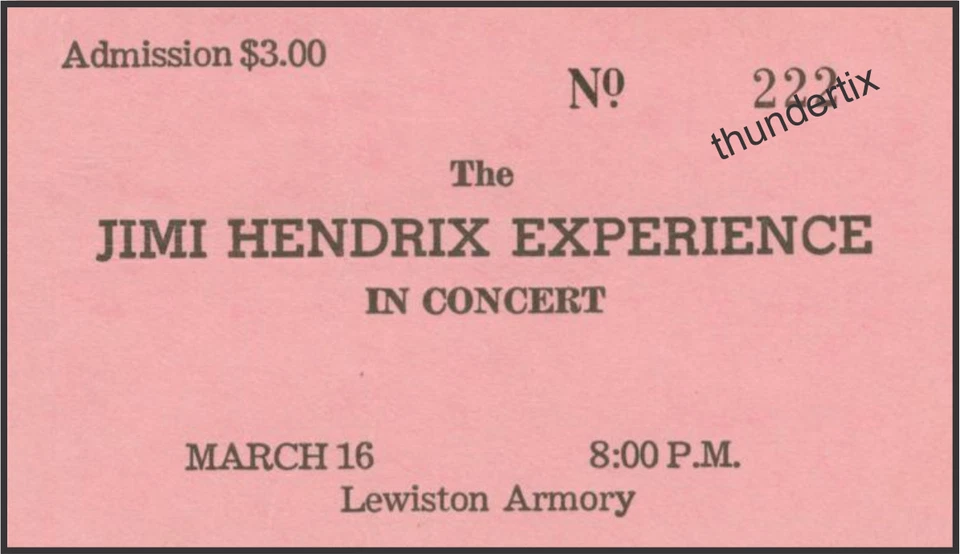 Admission $3.00
Nº 222
thundertix
The
JIMI HENDRIX EXPERIENCE
IN CONCERT
MARCH 16 8:00 P.M.
Lewiston Armory